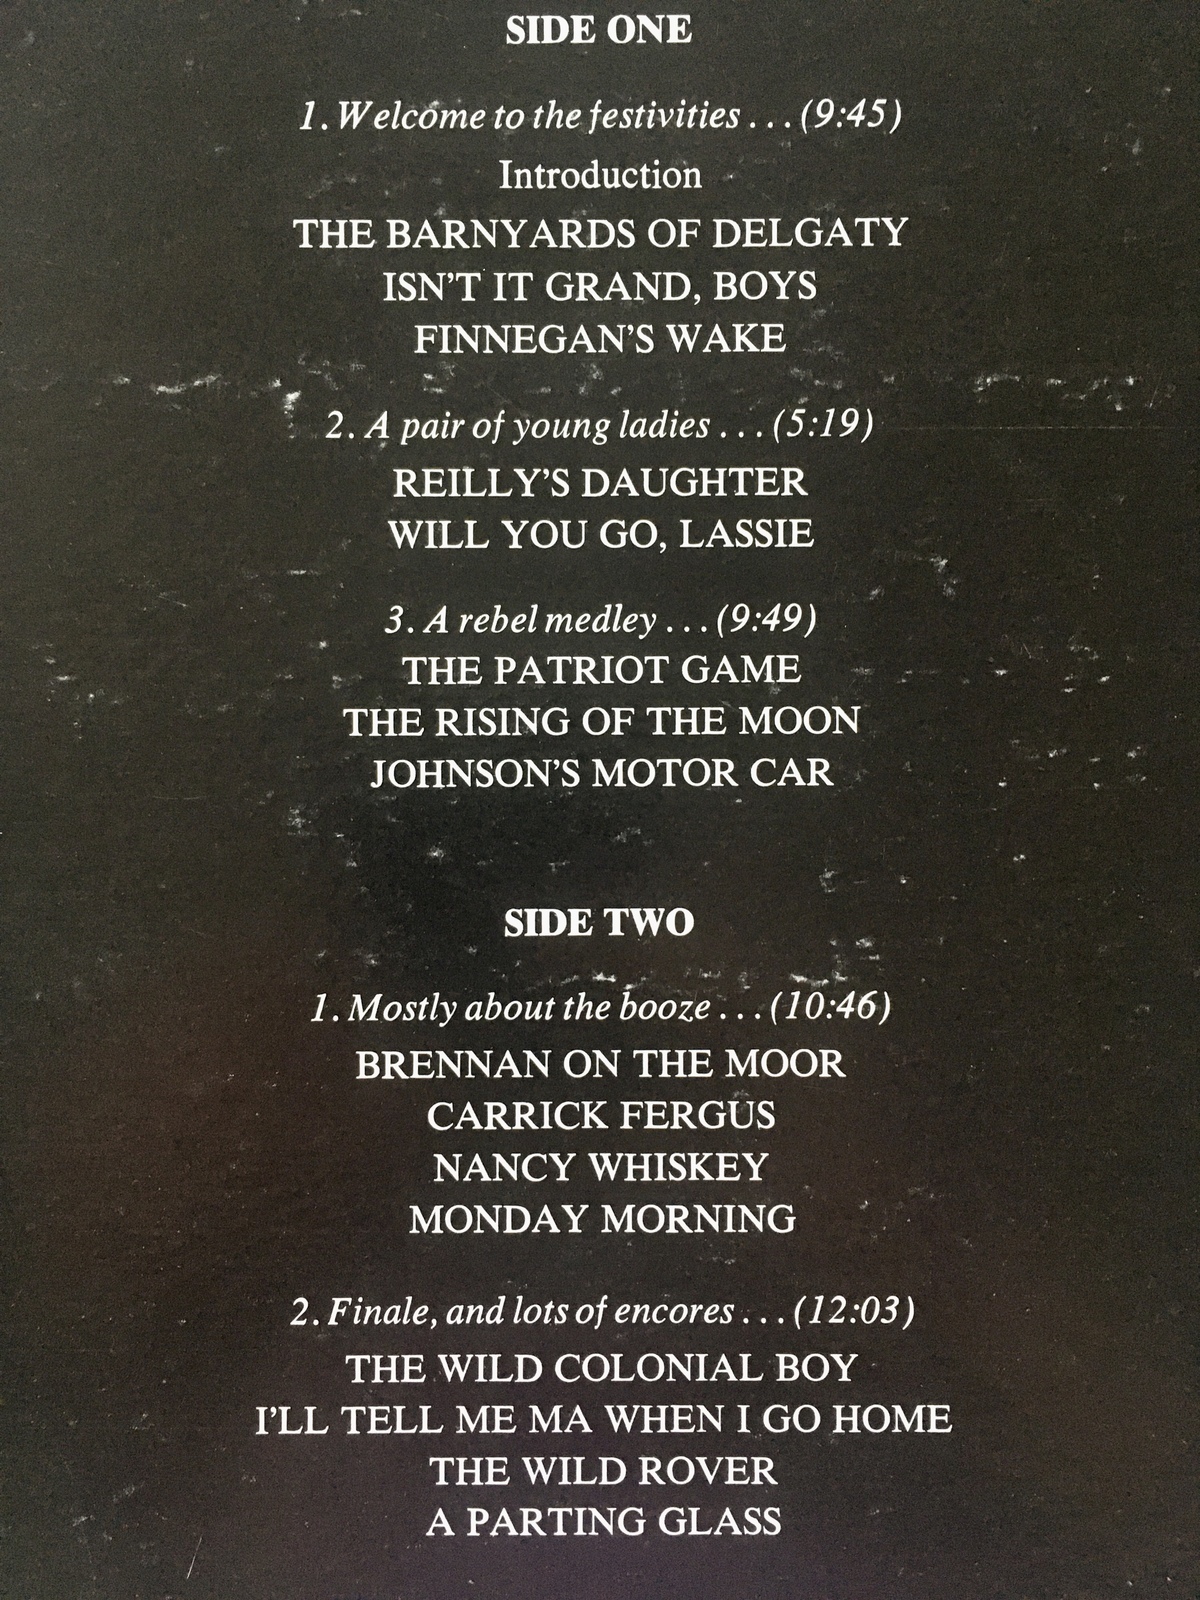 SIDE ONE
1. Welcome to the festivities . . . (9:45)
Introduction
THE BARNYARDS OF DELGATY
ISN'T IT GRAND, BOYS
FINNEGAN'S WAKE
2. A pair of young ladies . . . (5:19)
REILLY'S DAUGHTER
WILL YOU GO, LASSIE
3. A rebel medley . . . (9:49)
THE PATRIOT GAME
THE RISING OF THE MOON
JOHNSON'S MOTOR CAR
SIDE TWO
1. Mostly about the booze . . . (10:46)
BRENNAN ON THE MOOR
CARRICK FERGUS
NANCY WHISKEY
MONDAY MORNING
2. Finale, and lots of encores . . . (12:03)
THE WILD COLONIAL BOY
I'LL TELL ME MA WHEN I GO HOME
THE WILD ROVER
A PARTING GLASS